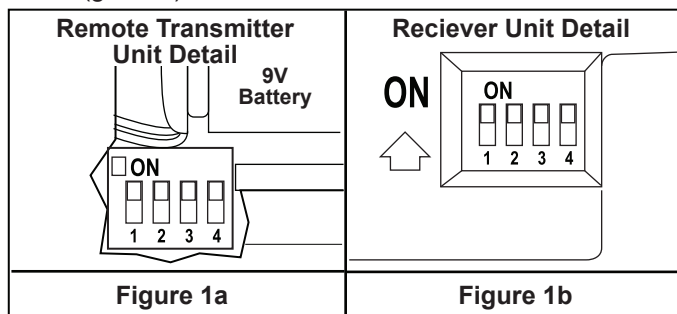 Remote Transmitter
Unit Detail
9V
Battery
ON
1 2 3 4
Figure 1a
Reciever Unit Detail
ON
ON
1 2 3 4
Figure 1b